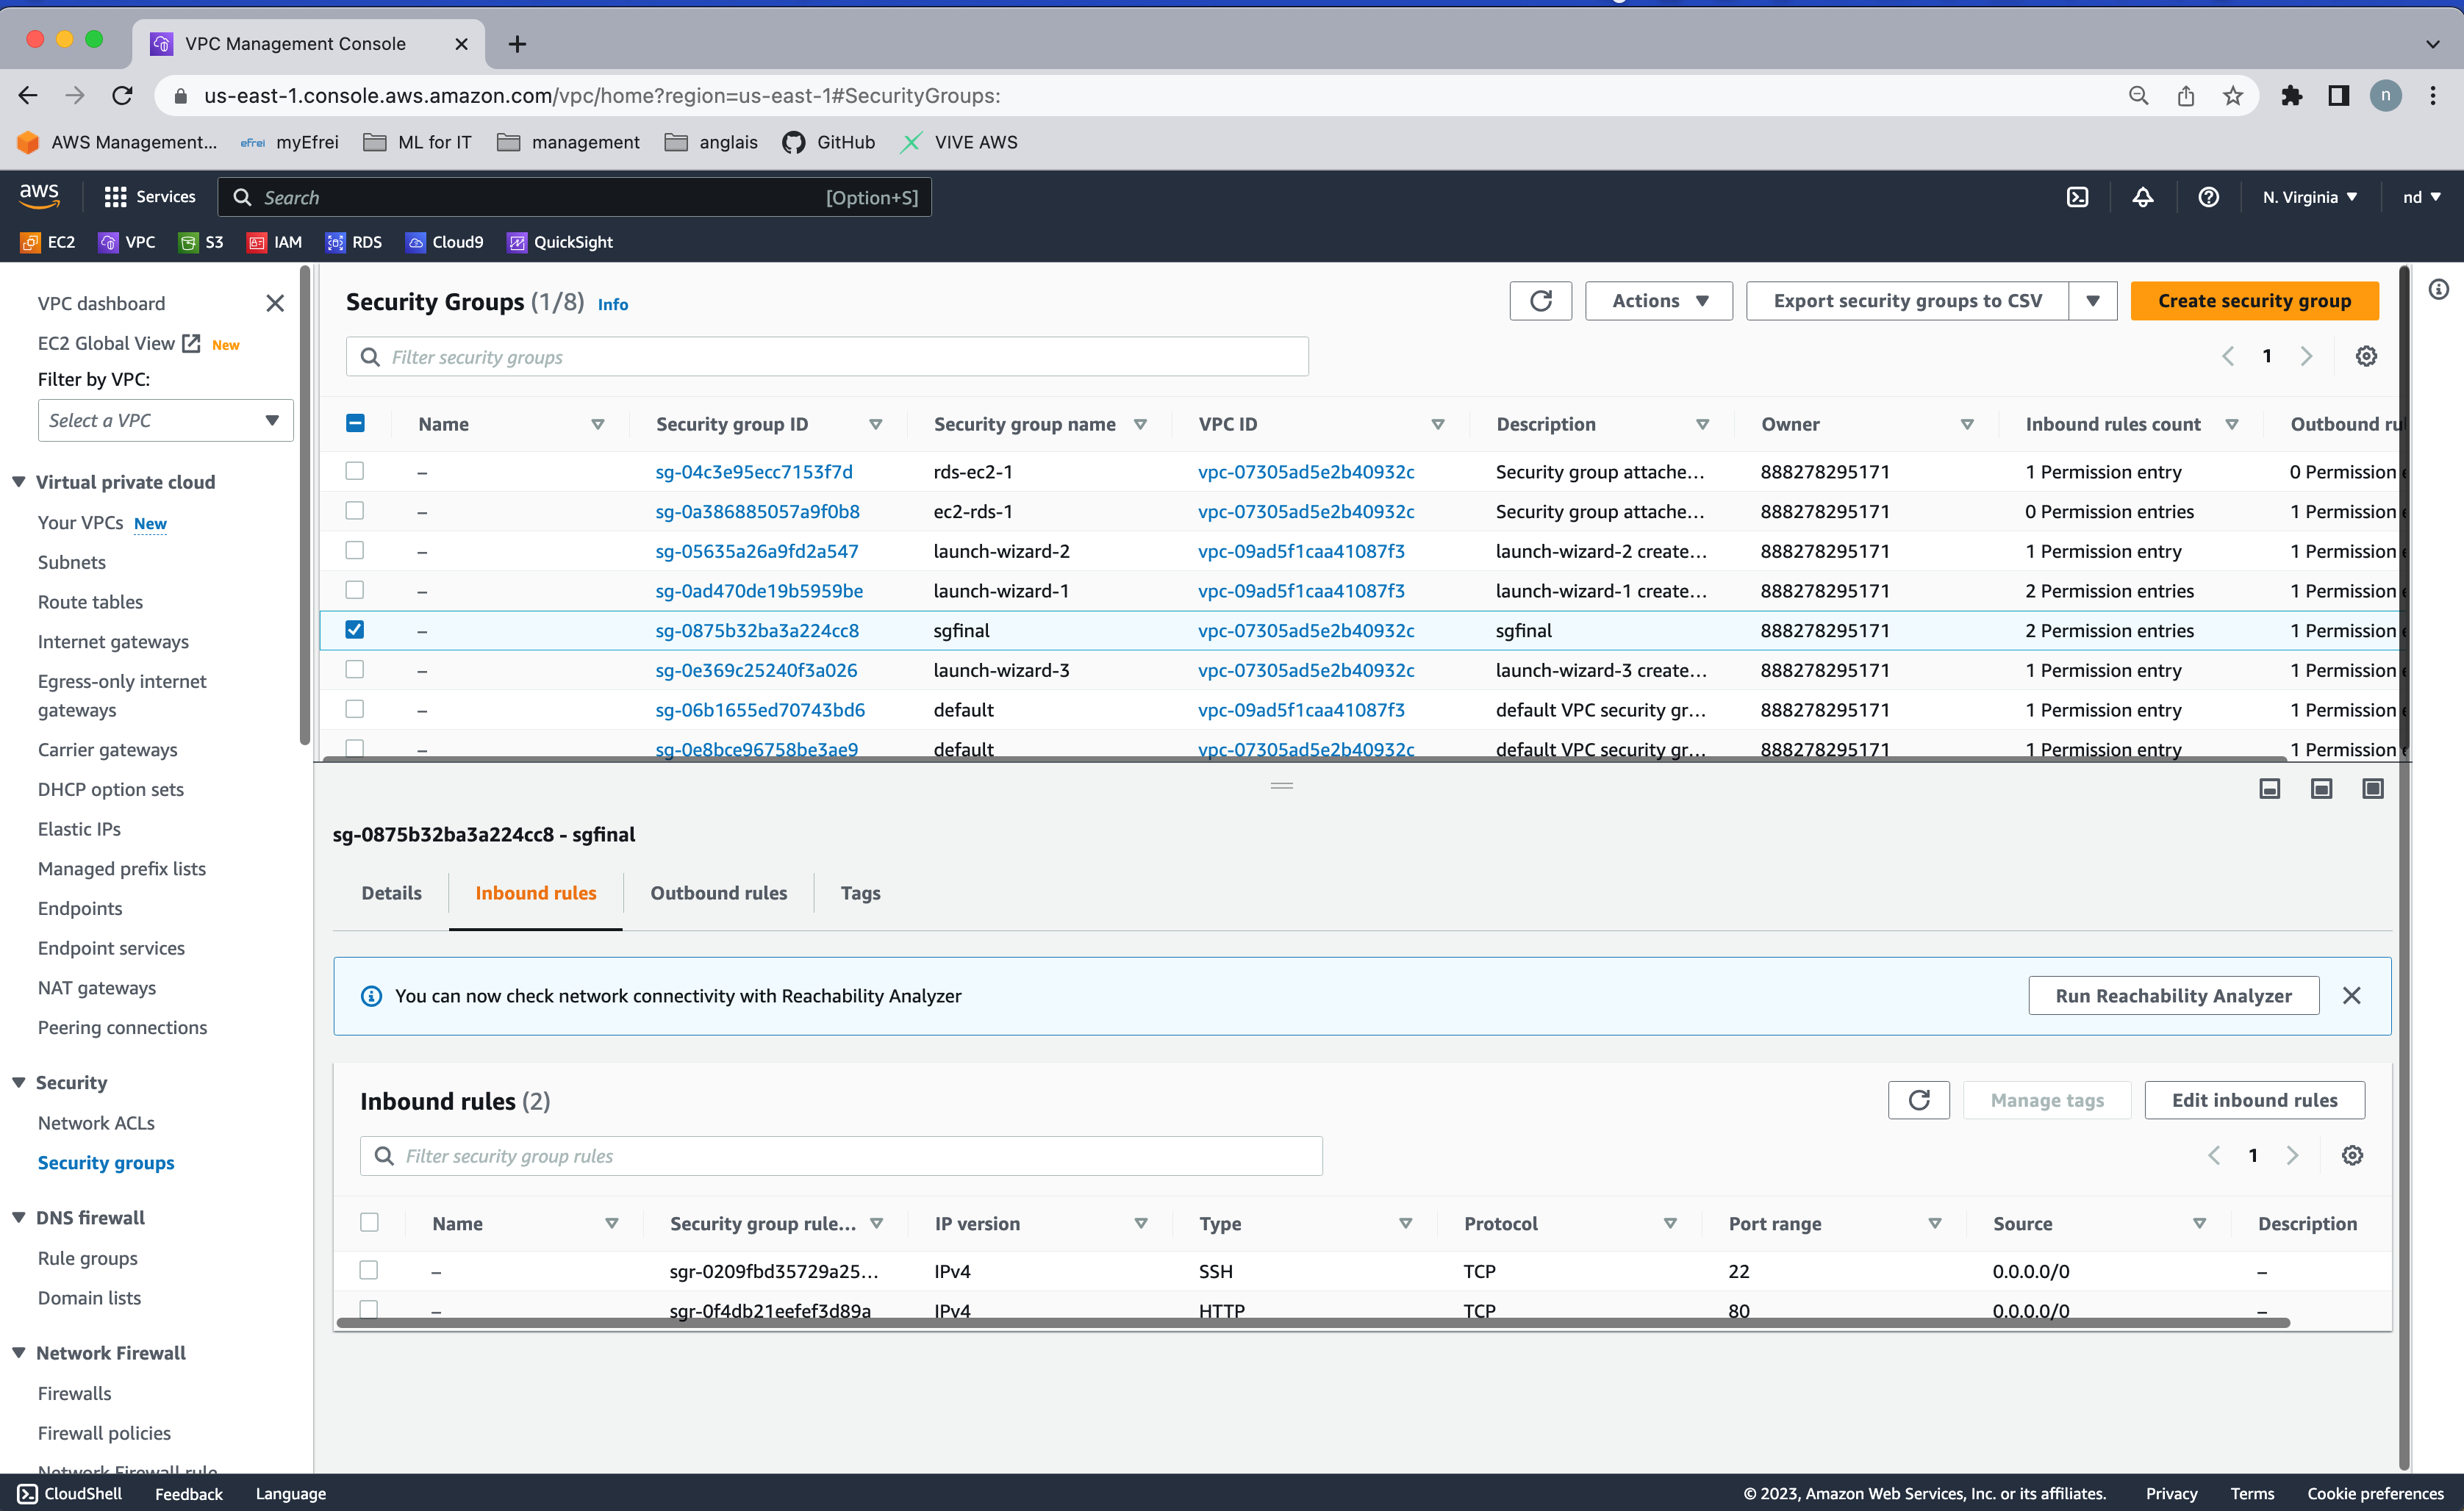 VPC Management Console
us-east-1.console.aws.amazon.com/vpc/home?region=us-east-1#SecurityGroups:
n
AWS Management... efrei myEfrei ML for IT management anglais GitHub VIVE AWS
aws Services Search [Option+S] N. Virginia nd
EC2 VPC S3 IAM RDS Cloud9 QuickSight
VPC dashboard
EC2 Global View New
Filter by VPC:
Select a VPC
Virtual private cloud
Your VPCs New
Subnets
Route tables
Internet gateways
Egress-only internet
gateways
Carrier gateways
DHCP option sets
Elastic IPs
Managed prefix lists
Endpoints
Endpoint services
NAT gateways
Peering connections
Security
Network ACLs
Security groups
DNS firewall
Rule groups
Domain lists
Network Firewall
Firewalls
Firewall policies
Network Firewall rule
Security Groups (1/8) Info
Actions Export security groups to CSV Create security group
Filter security groups
1
Name Security group ID Security group name VPC ID Description Owner Inbound rules count Outbound ru
– sg-04c3e95ecc7153f7d rds-ec2-1 vpc-07305ad5e2b40932c Security group attache... 888278295171 1 Permission entry 0 Permission e
– sg-0a386885057a9f0b8 ec2-rds-1 vpc-07305ad5e2b40932c Security group attache... 888278295171 0 Permission entries 1 Permission e
– sg-05635a26a9fd2a547 launch-wizard-2 vpc-09ad5f1caa41087f3 launch-wizard-2 create... 888278295171 1 Permission entry 1 Permission e
– sg-0ad470de19b5959be launch-wizard-1 vpc-09ad5f1caa41087f3 launch-wizard-1 create... 888278295171 2 Permission entries 1 Permission e
– sg-0875b32ba3a224cc8 sgfinal vpc-07305ad5e2b40932c sgfinal 888278295171 2 Permission entries 1 Permission e
– sg-0e369c25240f3a026 launch-wizard-3 vpc-07305ad5e2b40932c launch-wizard-3 create... 888278295171 1 Permission entry 1 Permission e
– sg-06b1655ed70743bd6 default vpc-09ad5f1caa41087f3 default VPC security gr... 888278295171 1 Permission entry 1 Permission e
– sg-0e8bce96758be3ae9 default vpc-07305ad5e2b40932c default VPC security gr... 888278295171 1 Permission entry 1 Permission e
sg-0875b32ba3a224cc8 - sgfinal
Details Inbound rules Outbound rules Tags
You can now check network connectivity with Reachability Analyzer Run Reachability Analyzer
Inbound rules (2) Manage tags Edit inbound rules
Filter security group rules
1
Name Security group rule... IP version Type Protocol Port range Source Description
– sgr-0209fbd35729a25... IPv4 SSH TCP 22 0.0.0.0/0 –
– sgr-0f4db21eefef3d89a IPv4 HTTP TCP 80 0.0.0.0/0 –
CloudShell Feedback Language © 2023, Amazon Web Services, Inc. or its affiliates. Privacy Terms Cookie preferences